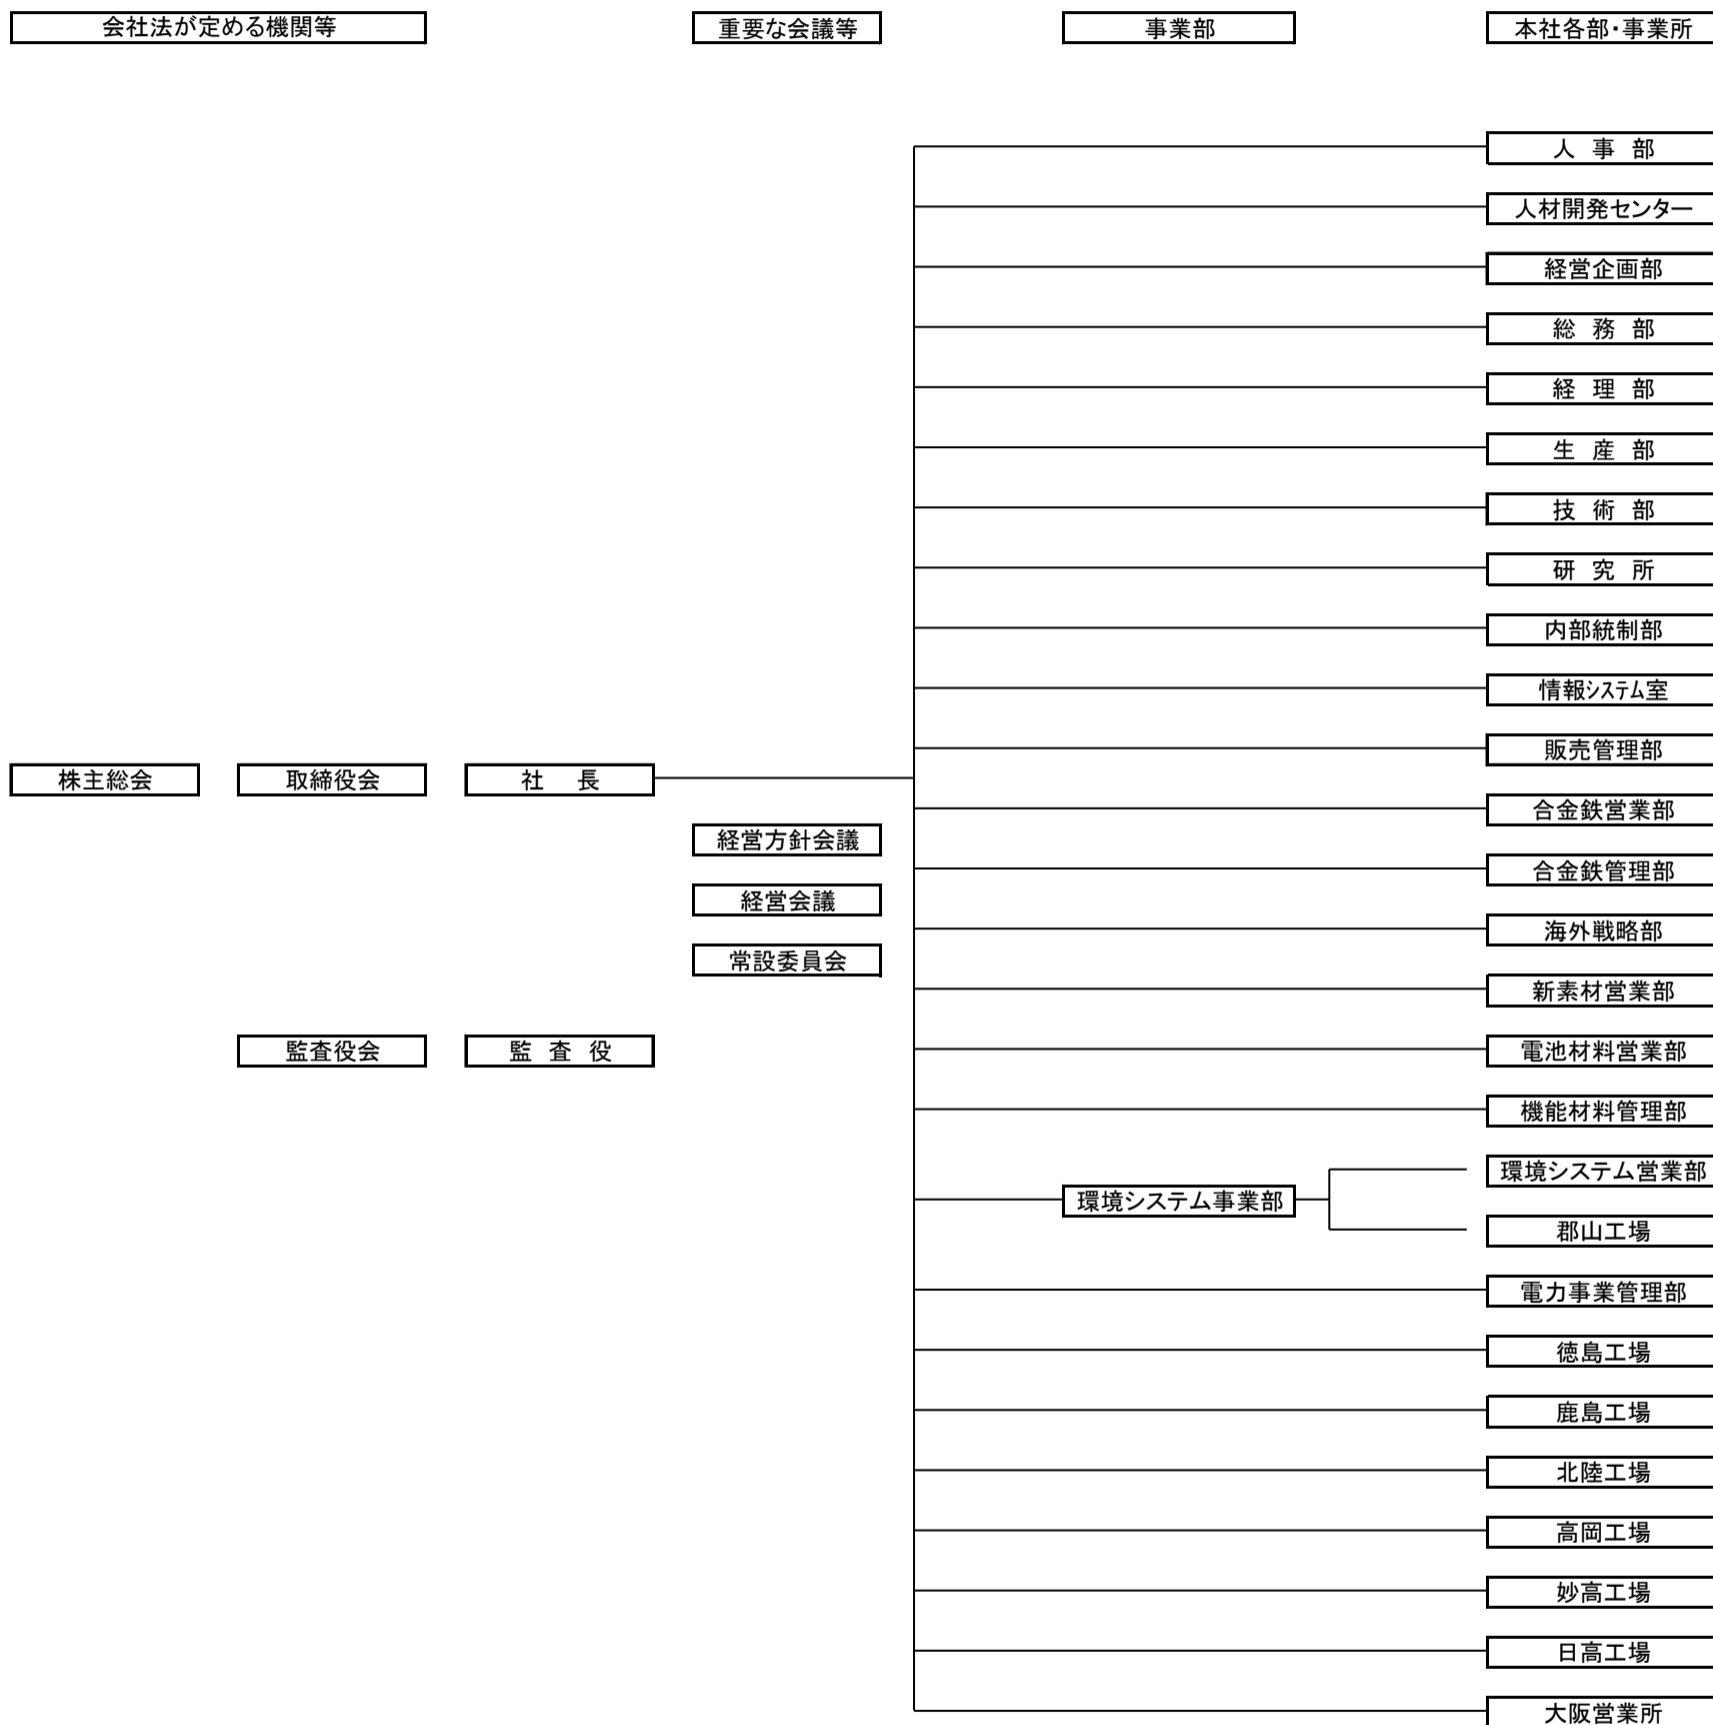 会社法が定める機関等
重要な会議等
事業部
本社各部・事業所
人 事 部
人材開発センター
経営企画部
総 務 部
経 理 部
生 産 部
技 術 部
研 究 所
内部統制部
情報システム室
販売管理部
株主総会
取締役会
社 長
合金鉄営業部
経営方針会議
合金鉄管理部
経営会議
海外戦略部
常設委員会
新素材営業部
監査役会
監 査 役
電池材料営業部
機能材料管理部
環境システム営業部
環境システム事業部
郡山工場
電力事業管理部
徳島工場
鹿島工場
北陸工場
高岡工場
妙高工場
日高工場
大阪営業所